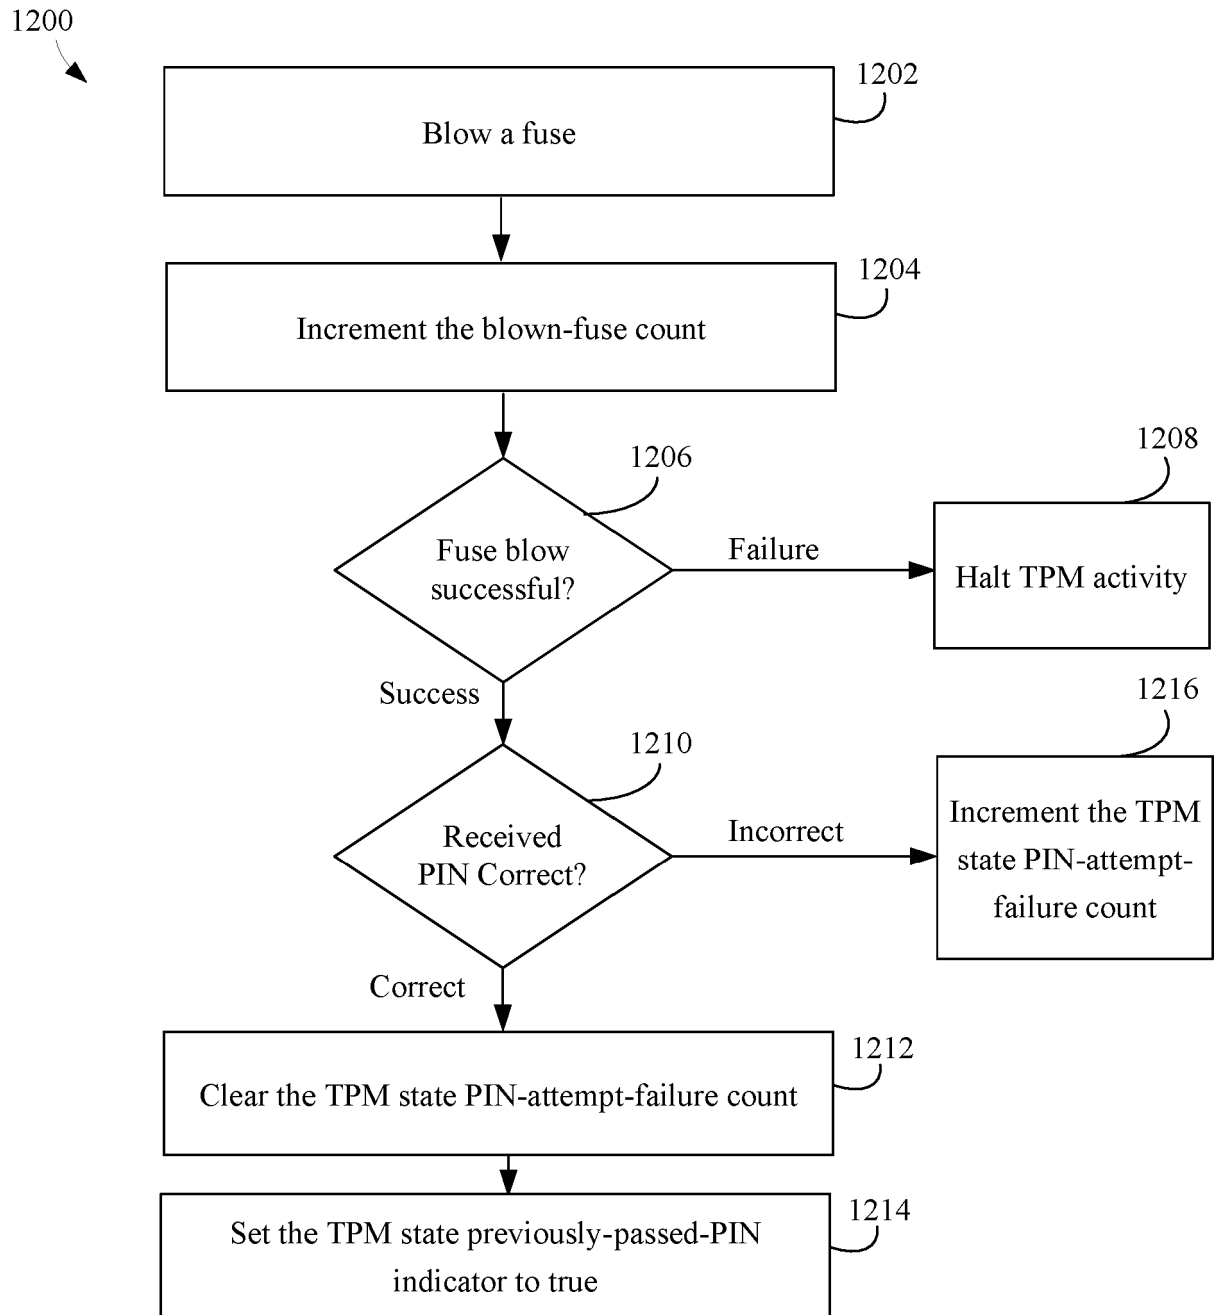 1200
1202
Blow a fuse
1204
Increment the blown-fuse count
1206
Fuse blow
successful?
Failure
1208
Halt TPM activity
Success
1210
Received
PIN Correct?
Incorrect
1216
Increment the TPM
state PIN-attempt-
failure count
Correct
1212
Clear the TPM state PIN-attempt-failure count
1214
Set the TPM state previously-passed-PIN
indicator to true